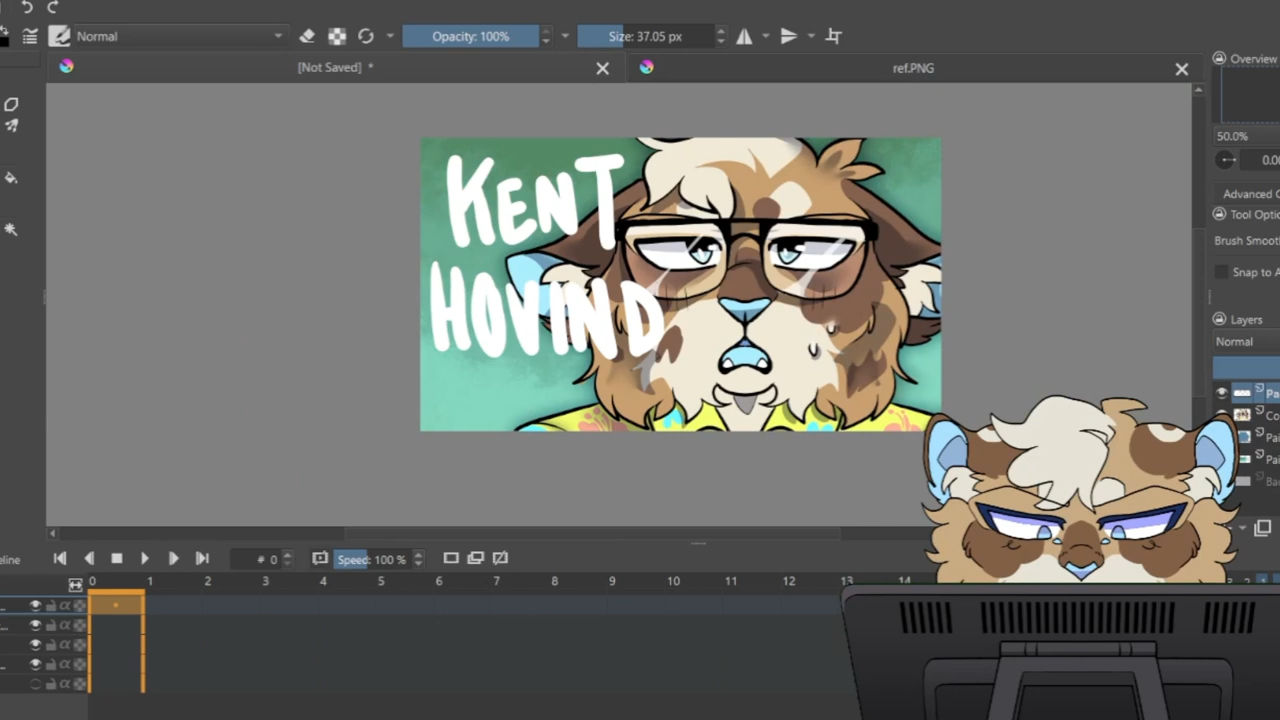 Normal
Opacity: 100%
Size: 37.05 px
[Not Saved] *
ref.PNG
Overview
50.0%
Advanced
Tool
Brush
Snap to
Layers
Normal
KENT
HOVIND
# 0
Speed: 100 %
0 1 2 3 4 5 6 7 8 9 10 11 12 13 14